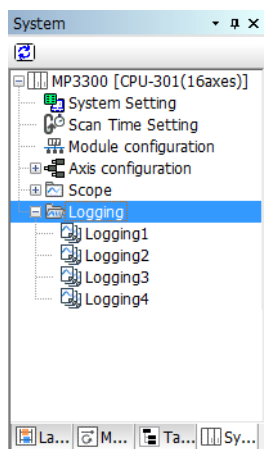 System
MP3300 [CPU-301(16axes)]
System Setting
Scan Time Setting
Module configuration
Axis configuration
Scope
Logging
Logging1
Logging2
Logging3
Logging4
La... M... Ta... Sy...